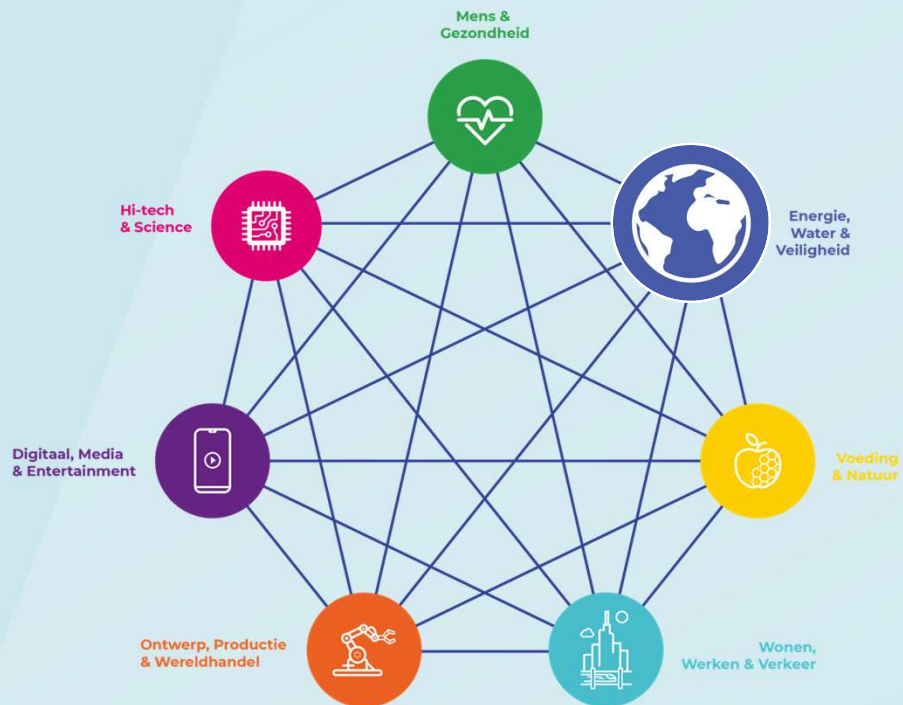 Mens &
Gezondheid
Hi-tech
& Science
Energie,
Water &
Veiligheid
Digitaal, Media
& Entertainment
Voeding
& Natuur
Ontwerp, Productie
& Wereldhandel
Wonen,
Werken & Verkeer